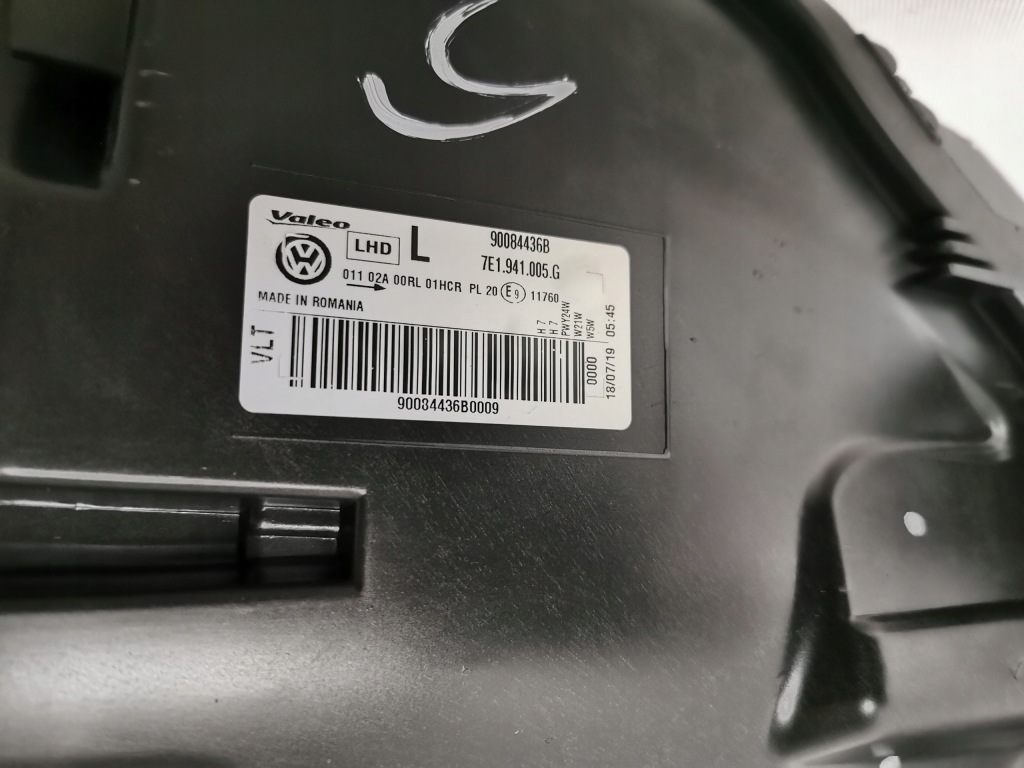 Valeo
LHD L 90084436B
7E1.941.005.G
011 02A 00RL 01HCR PL 20 E9 11760
MADE IN ROMANIA
VLT
H7
H7
PWY24W
W21W
W5W
0000
18/07/19 05:45
90084436B0009